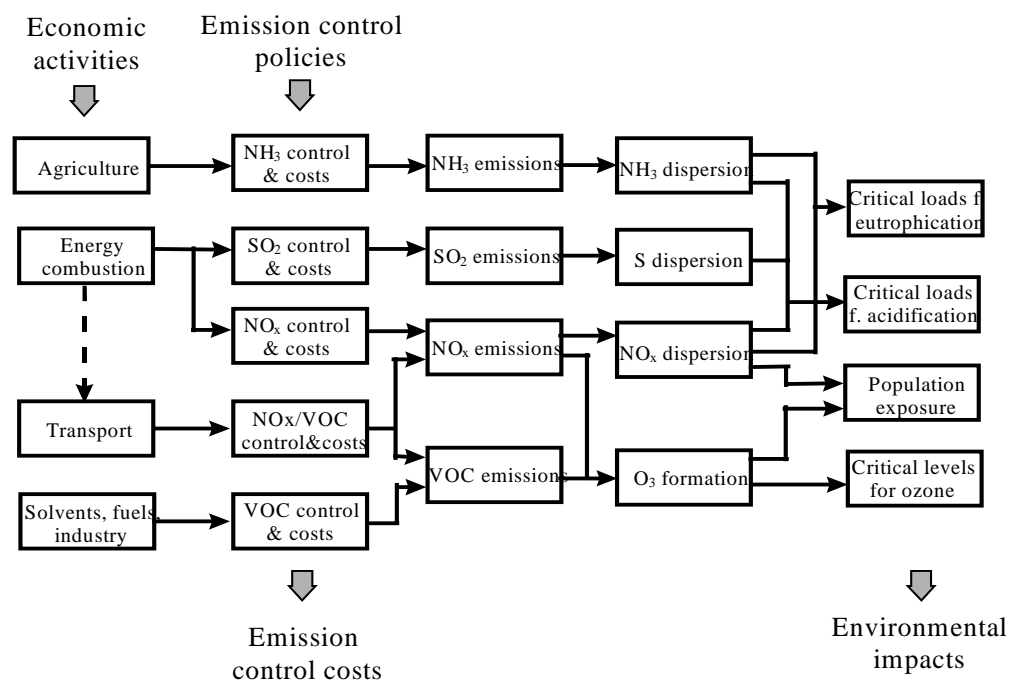 Economic
activities
Emission control
policies
Agriculture
NH₃ control
& costs
NH₃ emissions
NH₃ dispersion
Critical loads f.
eutrophication
Energy
combustion
SO₂ control
& costs
SO₂ emissions
S dispersion
Critical loads
f. acidification
NOₓ control
& costs
NOₓ emissions
NOₓ dispersion
Population
exposure
Transport
NOx/VOC
control&costs
VOC emissions
O₃ formation
Critical levels
for ozone
Solvents, fuels,
industry
VOC control
& costs
Emission
control costs
Environmental
impacts